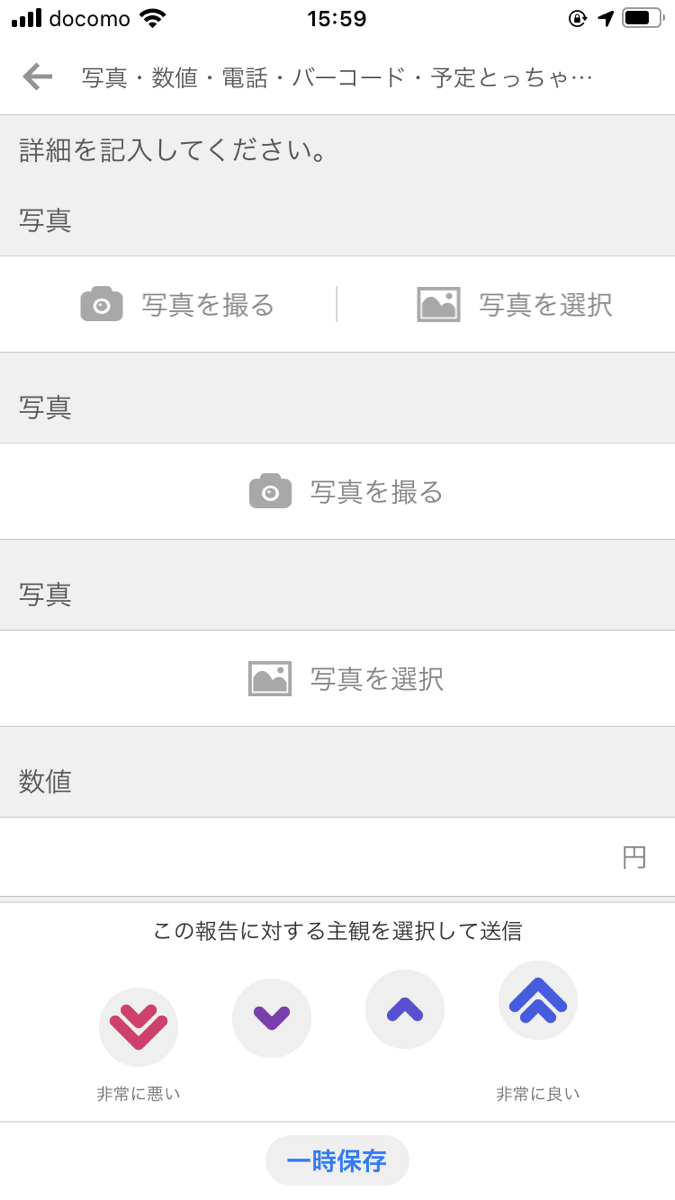 docomo 15:59
写真・数値・電話・バーコード・予定とっちゃ…
詳細を記入してください。
写真
写真を撮る 写真を選択
写真
写真を撮る
写真
写真を選択
数値
円
この報告に対する主観を選択して送信
非常に悪い 非常に良い
一時保存